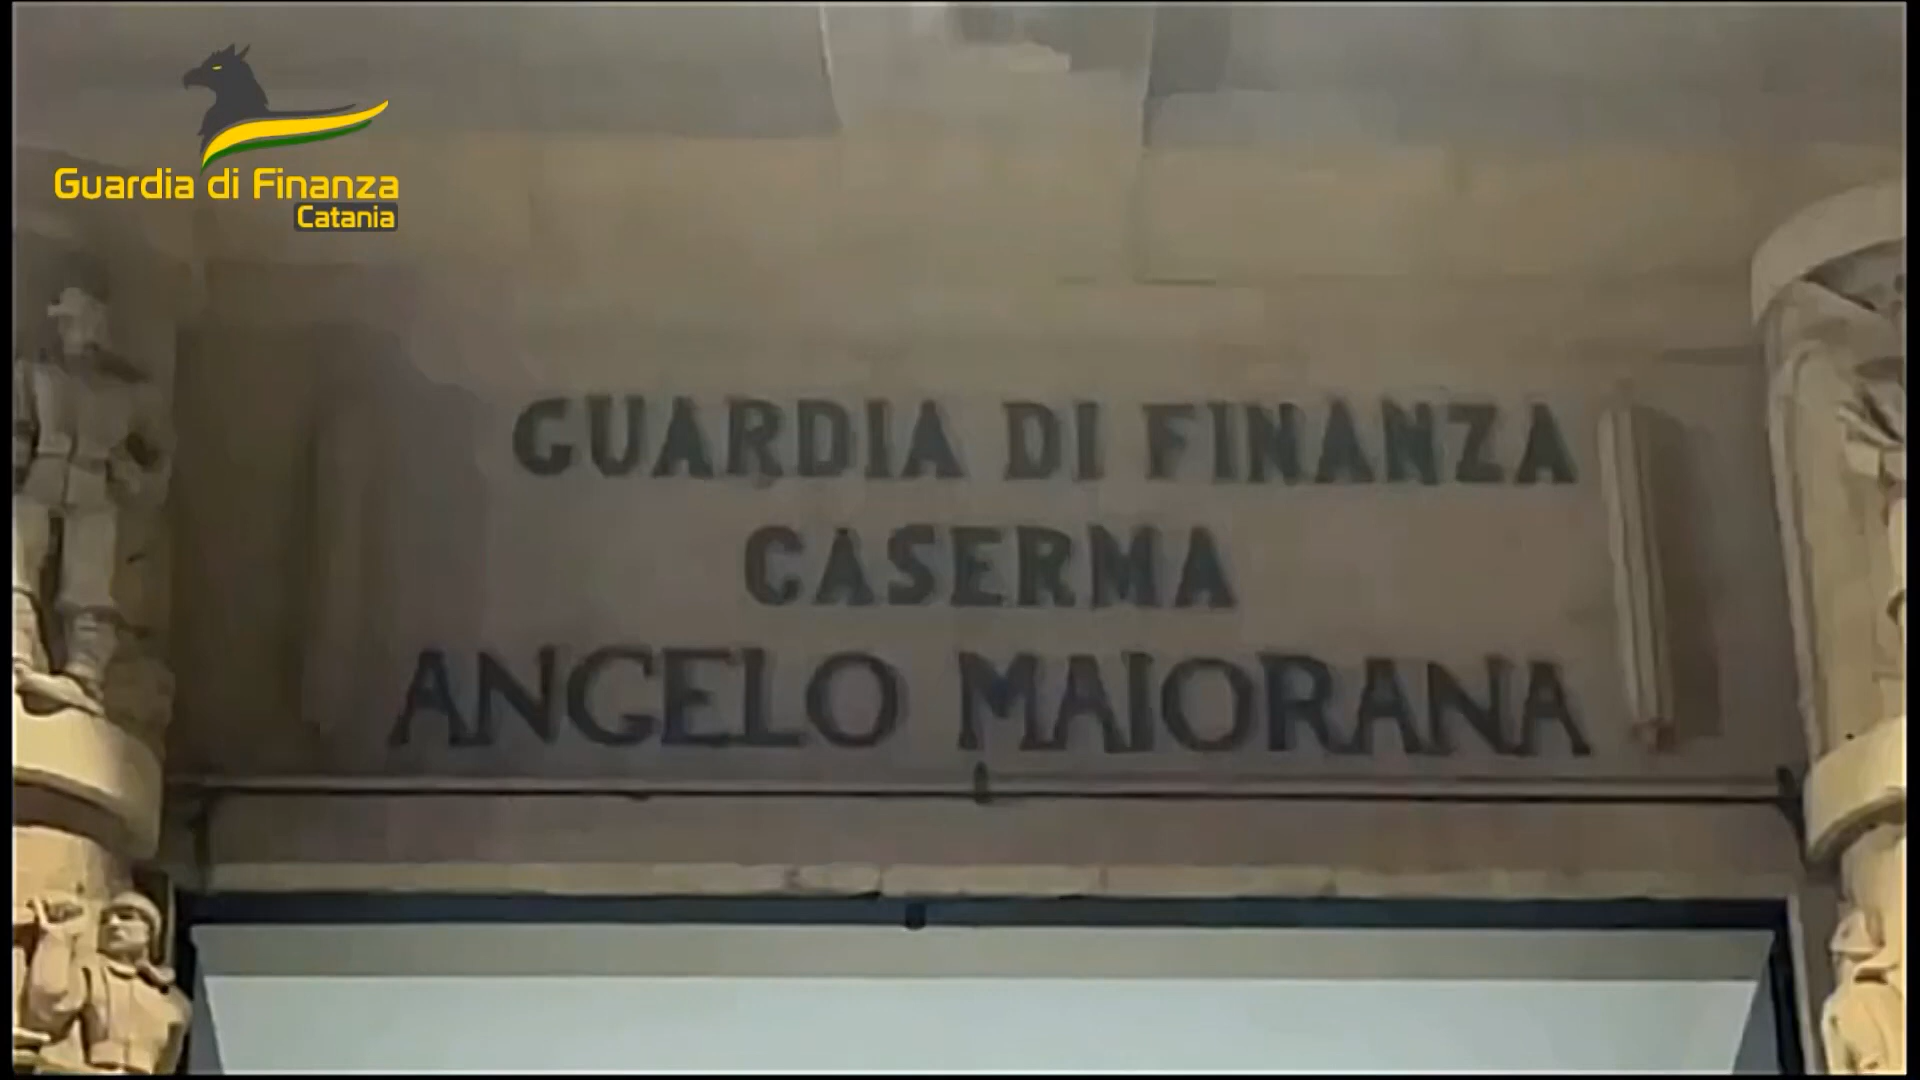 Guardia di Finanza
Catania
GUARDIA DI FINANZA
CASERMA
ANGELO MAIORANA